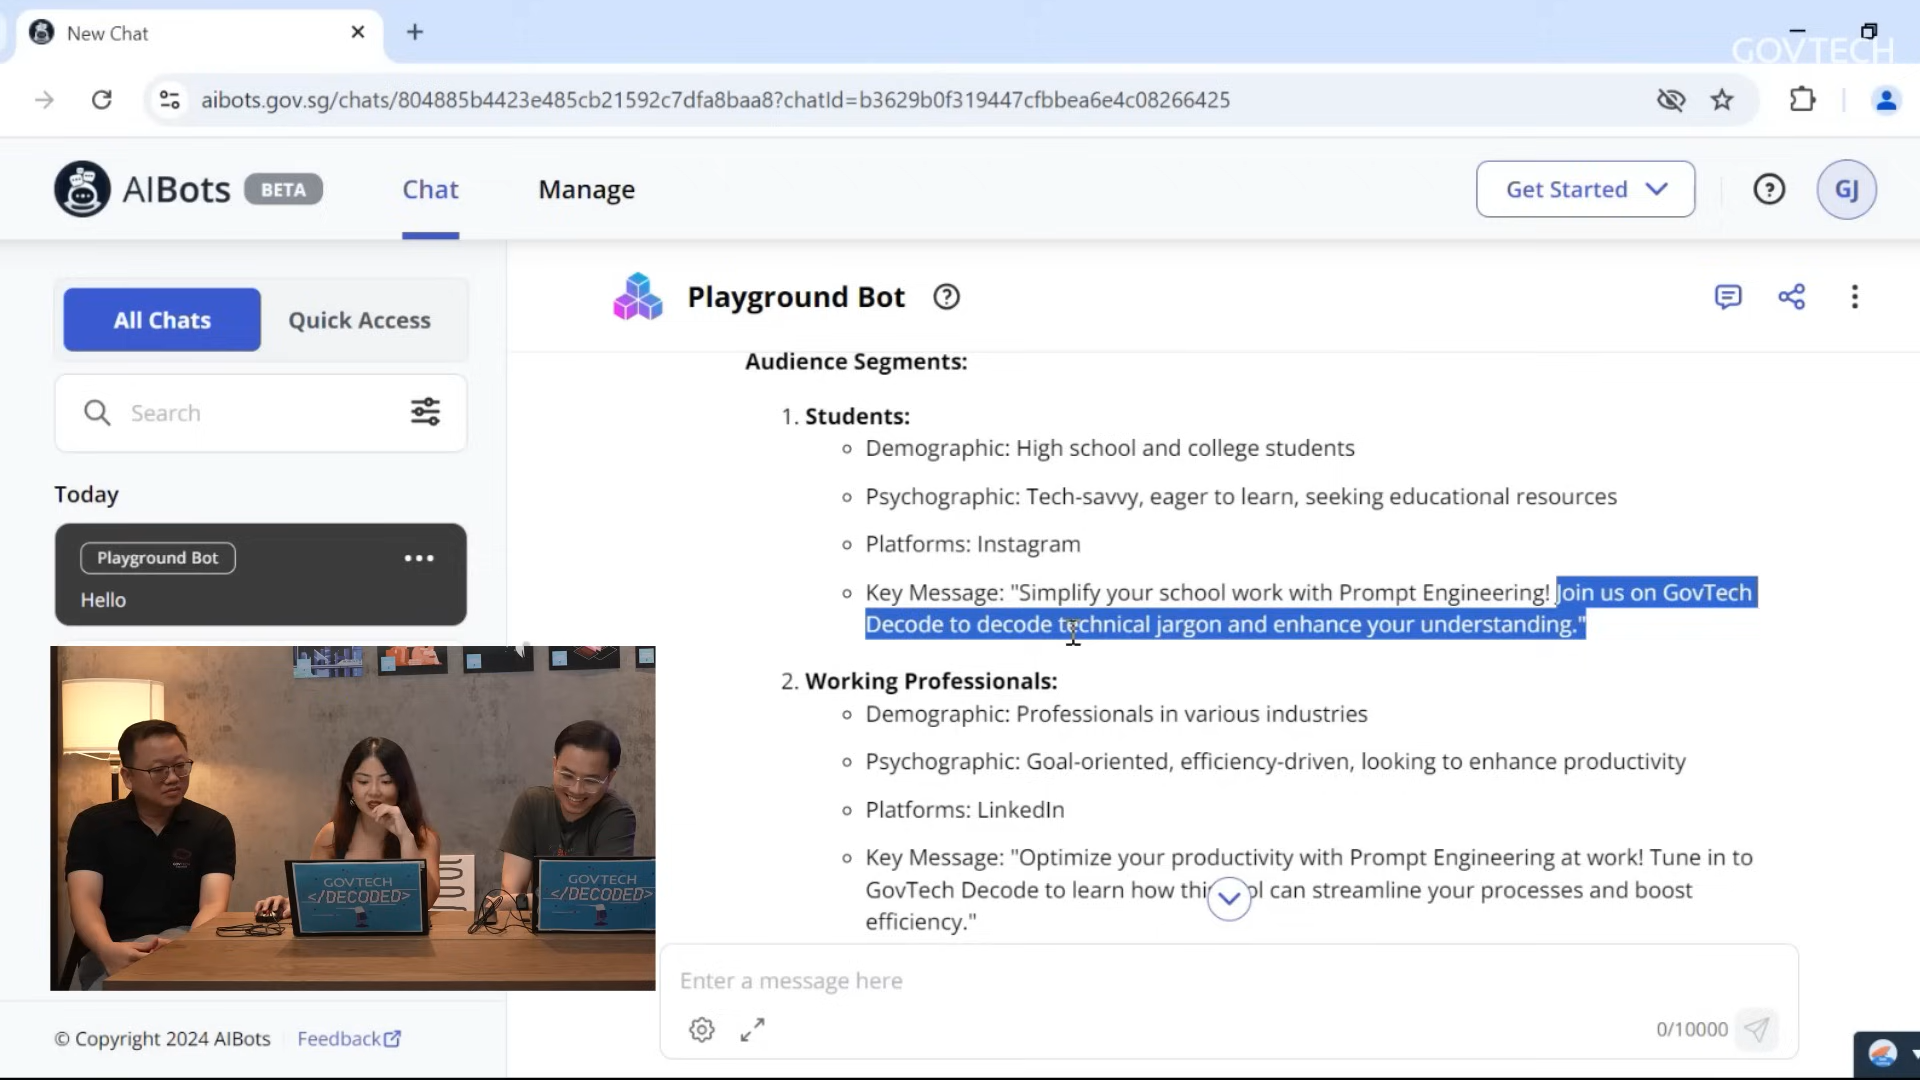 New Chat
GOVTECH
aibots.gov.sg/chats/804885b4423e485cb21592c7dfa8baa8?chatId=b3629b0f319447cfbbea6e4c08266425
AIBots BETA Chat Manage Get Started GJ
All Chats Quick Access
Playground Bot
Search
Today
Playground Bot
Hello
Audience Segments:
1. Students:
Demographic: High school and college students
Psychographic: Tech-savvy, eager to learn, seeking educational resources
Platforms: Instagram
Key Message: "Simplify your school work with Prompt Engineering! Join us on GovTech
Decode to decode technical jargon and enhance your understanding."
2. Working Professionals:
Demographic: Professionals in various industries
Psychographic: Goal-oriented, efficiency-driven, looking to enhance productivity
Platforms: LinkedIn
Key Message: "Optimize your productivity with Prompt Engineering at work! Tune in to
GovTech Decode to learn how this tool can streamline your processes and boost
efficiency."
GOVTECH
</DECODED>
GOVTECH
</DECODED>
Enter a message here
0/10000
© Copyright 2024 AIBots Feedback